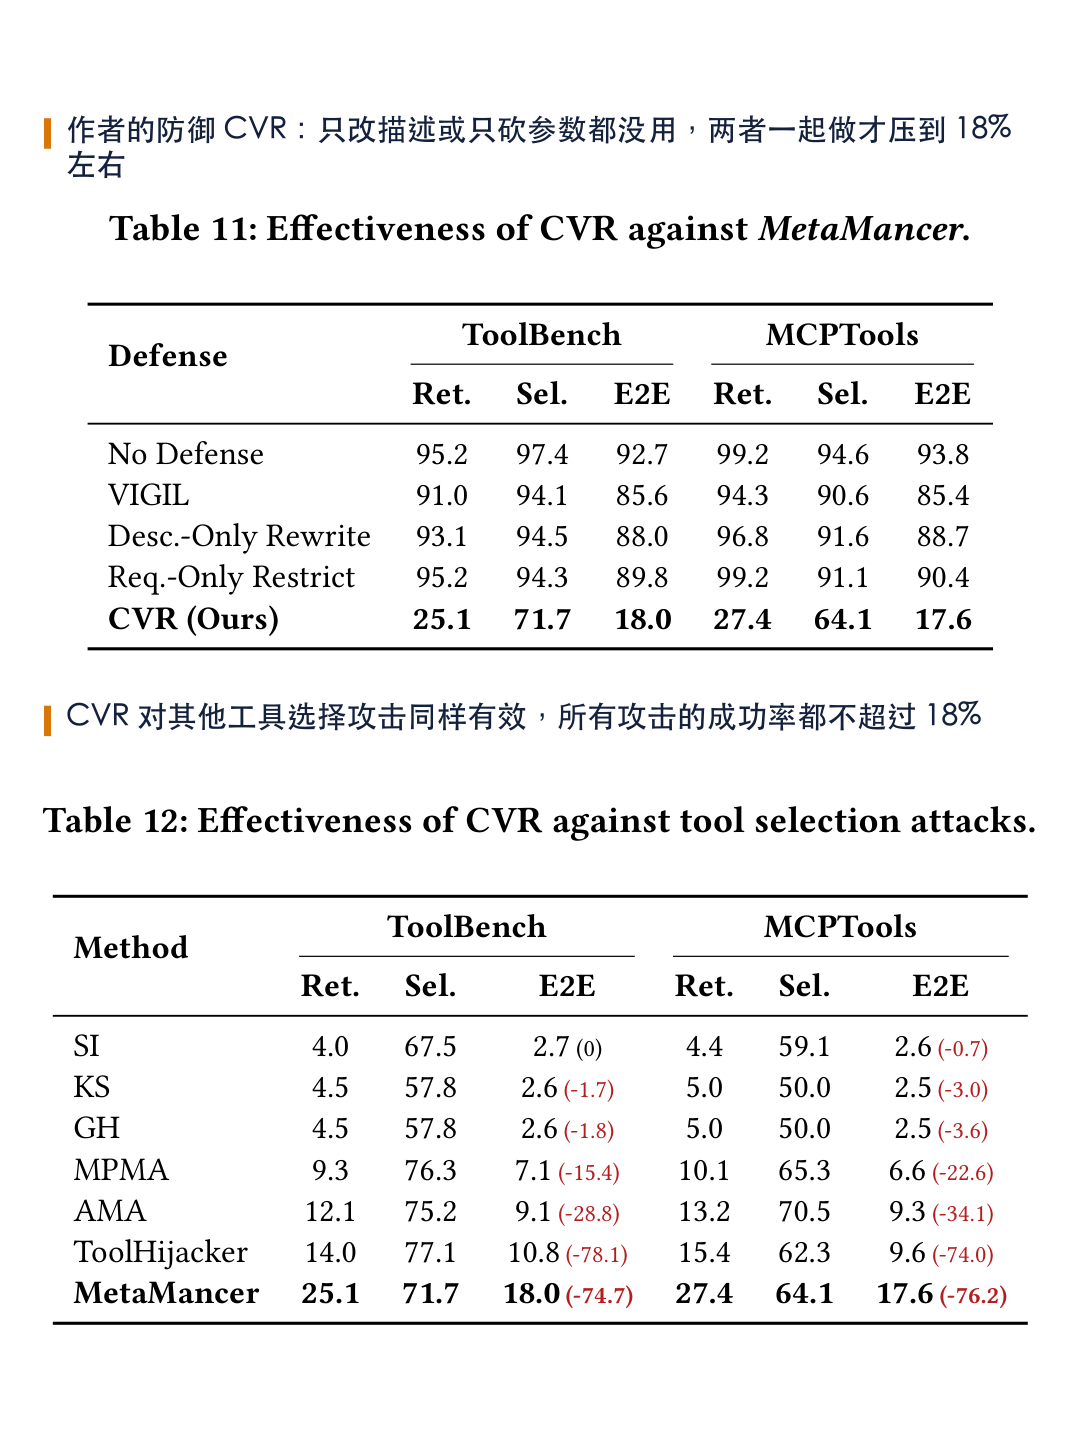 作者的防御 CVR：只改描述或只砍参数都没用，两者一起做才压到 18%
左右
Table 11: Effectiveness of CVR against MetaMancer.
ToolBench MCPTools
Defense
Ret. Sel. E2E Ret. Sel. E2E
No Defense 95.2 97.4 92.7 99.2 94.6 93.8
VIGIL 91.0 94.1 85.6 94.3 90.6 85.4
Desc.-Only Rewrite 93.1 94.5 88.0 96.8 91.6 88.7
Req.-Only Restrict 95.2 94.3 89.8 99.2 91.1 90.4
CVR (Ours) 25.1 71.7 18.0 27.4 64.1 17.6
CVR 对其他工具选择攻击同样有效，所有攻击的成功率都不超过 18%
Table 12: Effectiveness of CVR against tool selection attacks.
ToolBench MCPTools
Method
Ret. Sel. E2E Ret. Sel. E2E
SI 4.0 67.5 2.7 (0) 4.4 59.1 2.6 (-0.7)
KS 4.5 57.8 2.6 (-1.7) 5.0 50.0 2.5 (-3.0)
GH 4.5 57.8 2.6 (-1.8) 5.0 50.0 2.5 (-3.6)
MPMA 9.3 76.3 7.1 (-15.4) 10.1 65.3 6.6 (-22.6)
AMA 12.1 75.2 9.1 (-28.8) 13.2 70.5 9.3 (-34.1)
ToolHijacker 14.0 77.1 10.8 (-78.1) 15.4 62.3 9.6 (-74.0)
MetaMancer 25.1 71.7 18.0 (-74.7) 27.4 64.1 17.6 (-76.2)